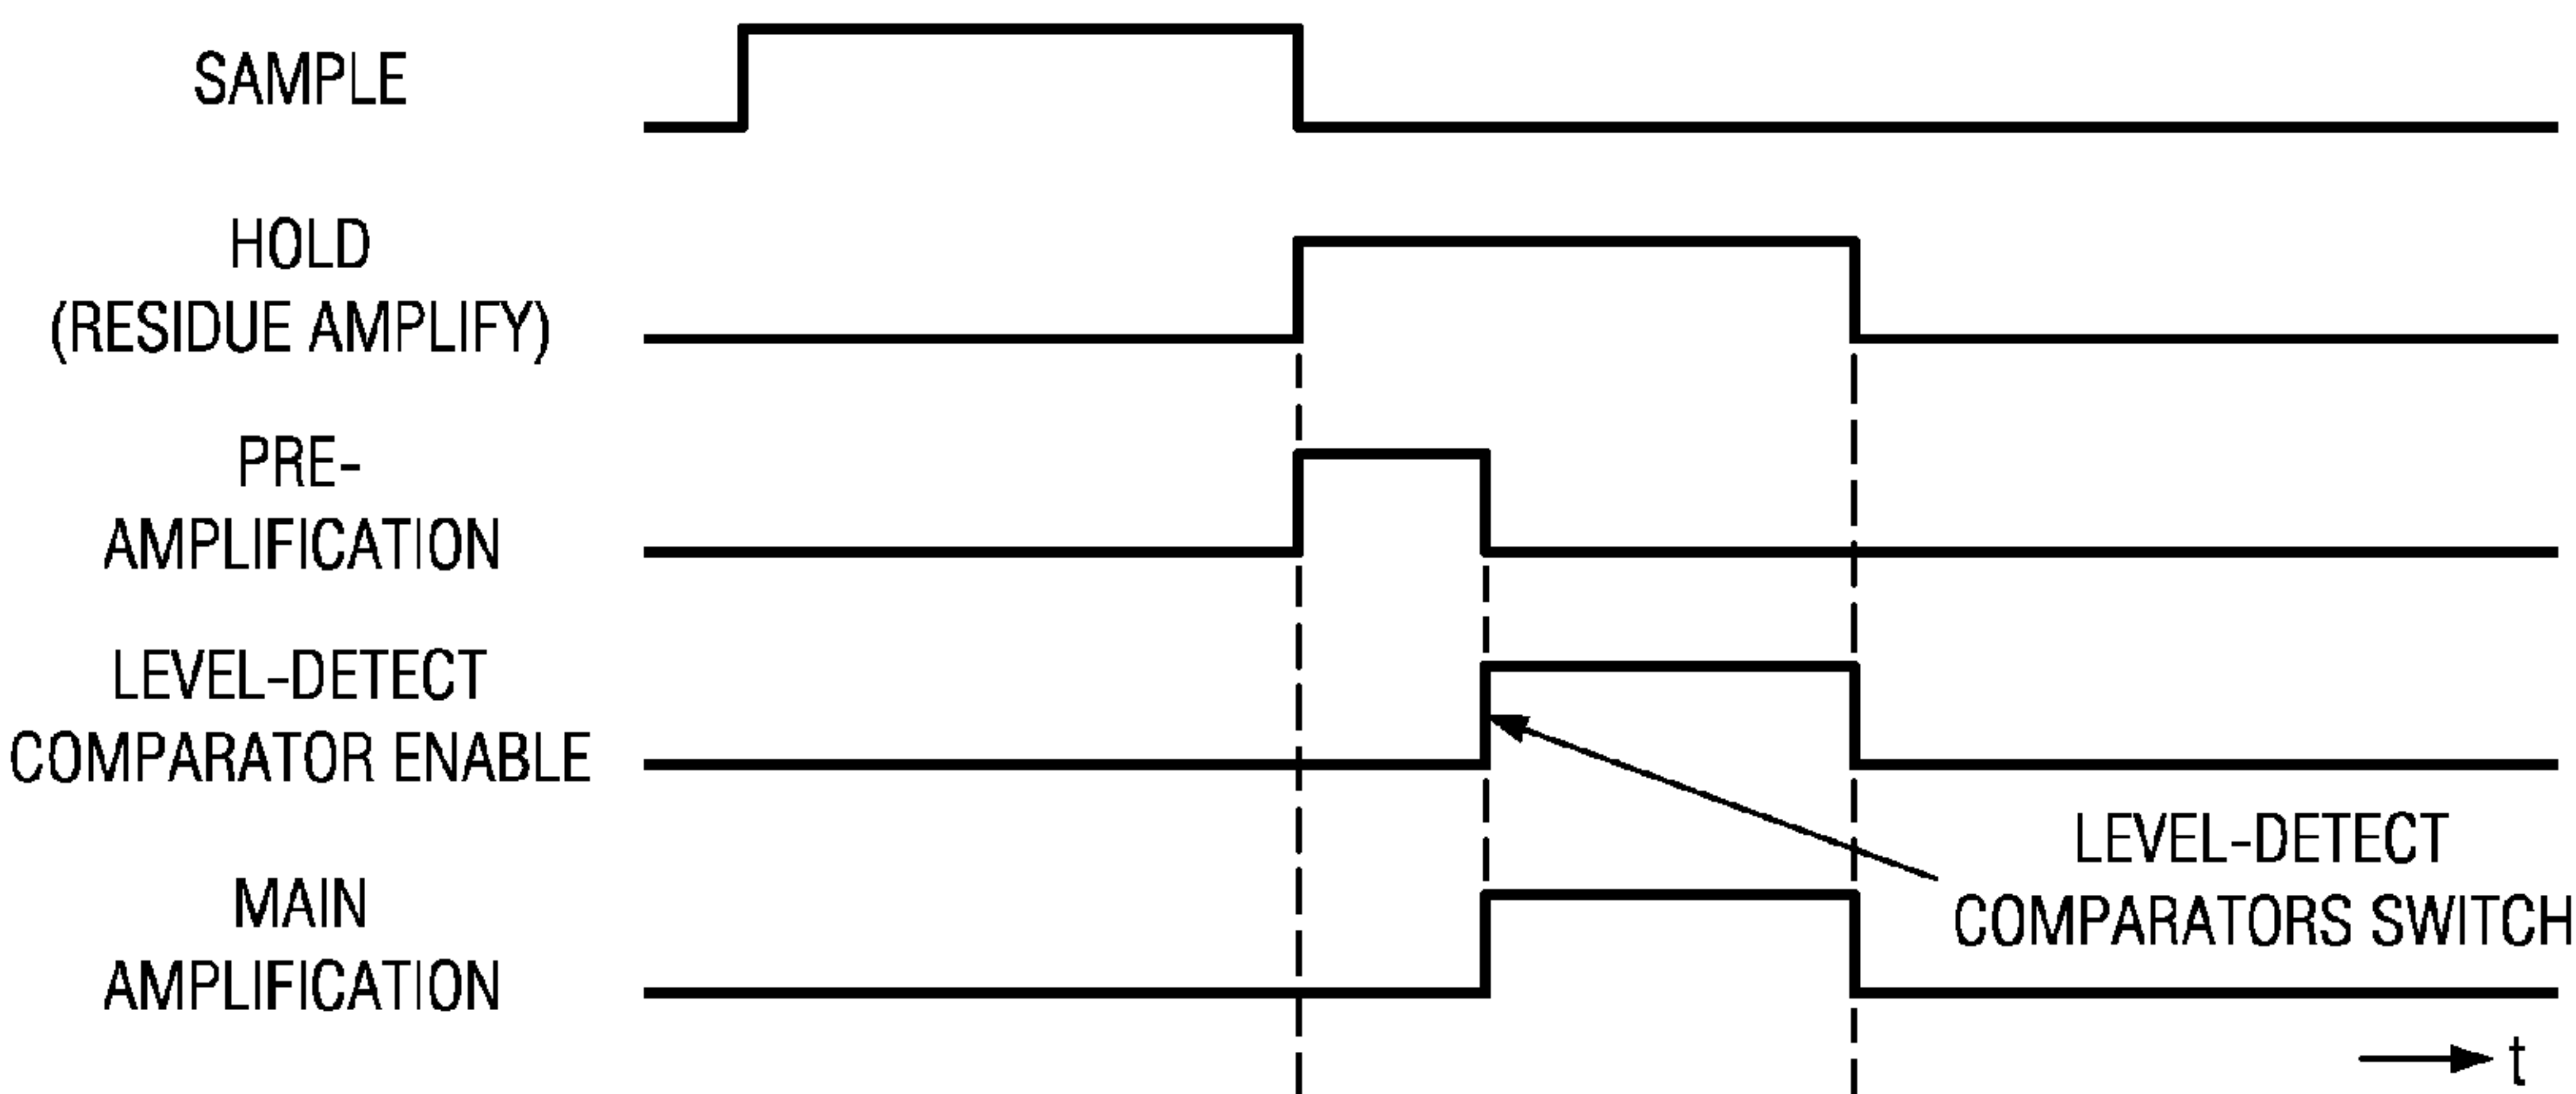 SAMPLE
HOLD
(RESIDUE AMPLIFY)
PRE-
AMPLIFICATION
LEVEL-DETECT
COMPARATOR ENABLE
LEVEL-DETECT
COMPARATORS SWITCH
MAIN
AMPLIFICATION
t